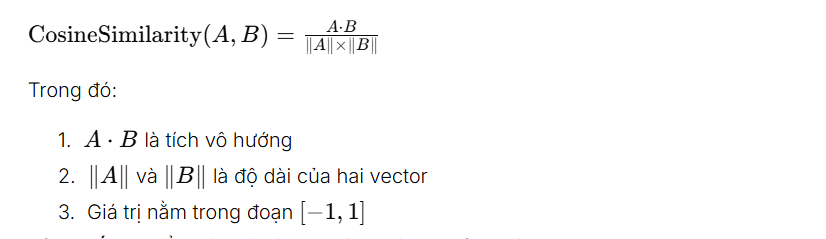 CosineSimilarity(A, B) = A·B / ‖A‖×‖B‖
Trong đó:
1. A · B là tích vô hướng
2. ‖A‖ và ‖B‖ là độ dài của hai vector
3. Giá trị nằm trong đoạn [−1, 1]